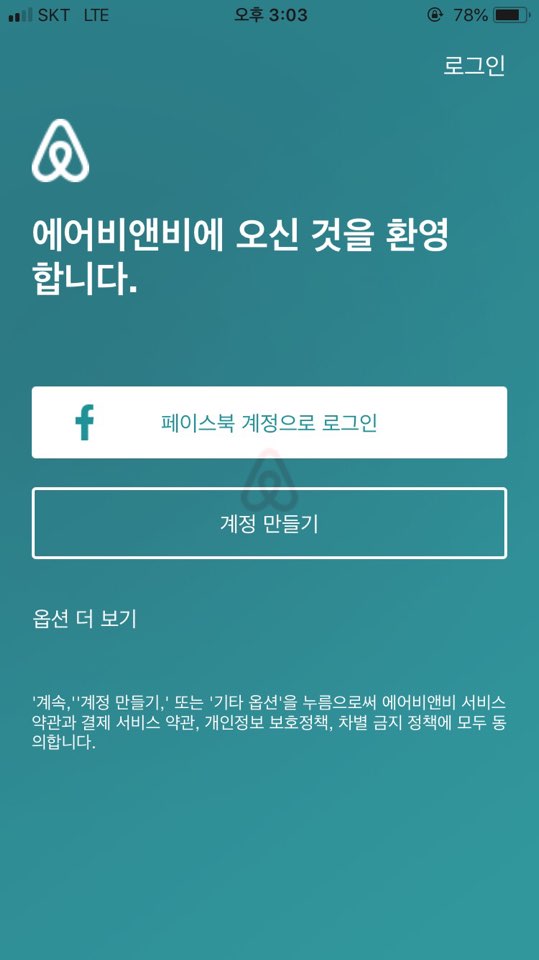 SKT LTE 오후 3:03 78%
로그인
에어비앤비에 오신 것을 환영
합니다.
페이스북 계정으로 로그인
계정 만들기
옵션 더 보기
'계속,''계정 만들기,' 또는 '기타 옵션'을 누름으로써 에어비앤비 서비스
약관과 결제 서비스 약관, 개인정보 보호정책, 차별 금지 정책에 모두 동
의합니다.